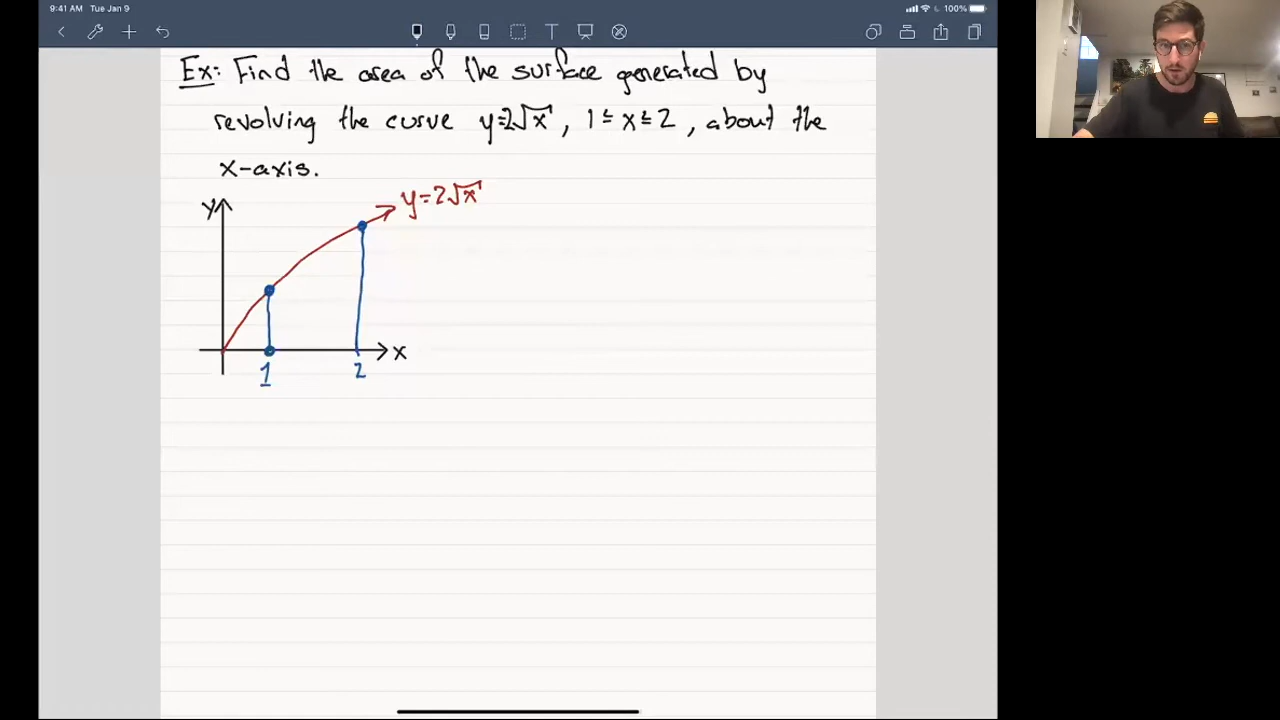 9:41 AM Tue Jan 9
100%
Ex: Find the area of the surface generated by
revolving the curve y=2√x, 1≤x≤2, about the
x-axis.
y
y=2√x
x
1
2